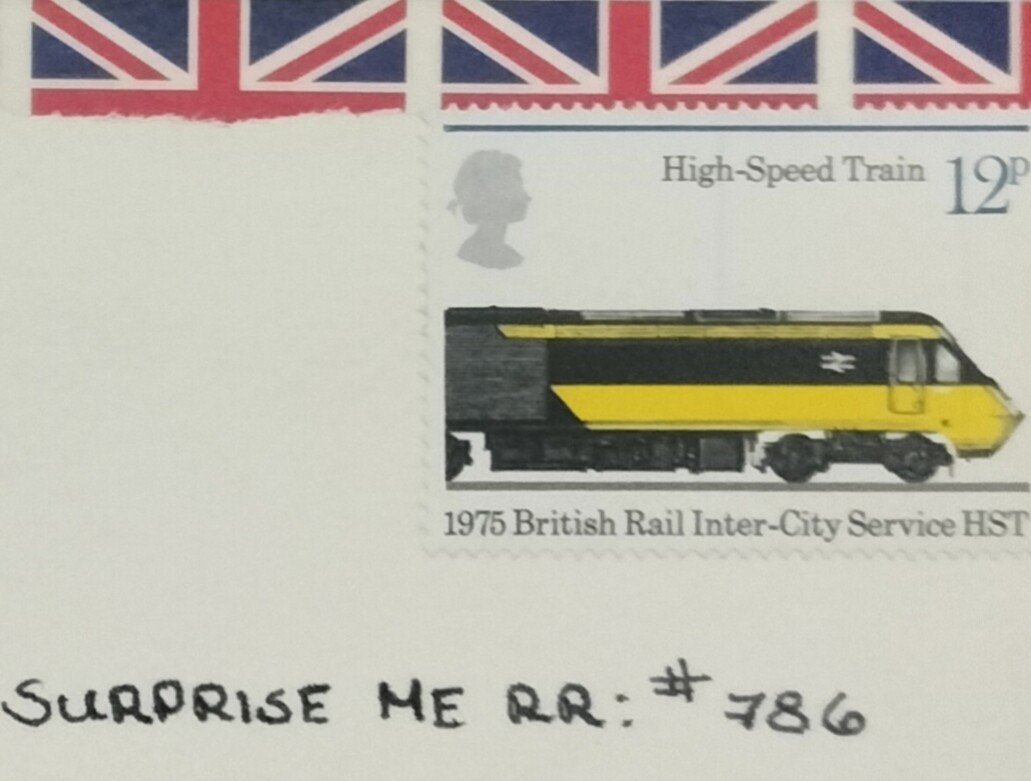 High-Speed Train 12p
1975 British Rail Inter-City Service HST
SURPRISE ME RR: # 786